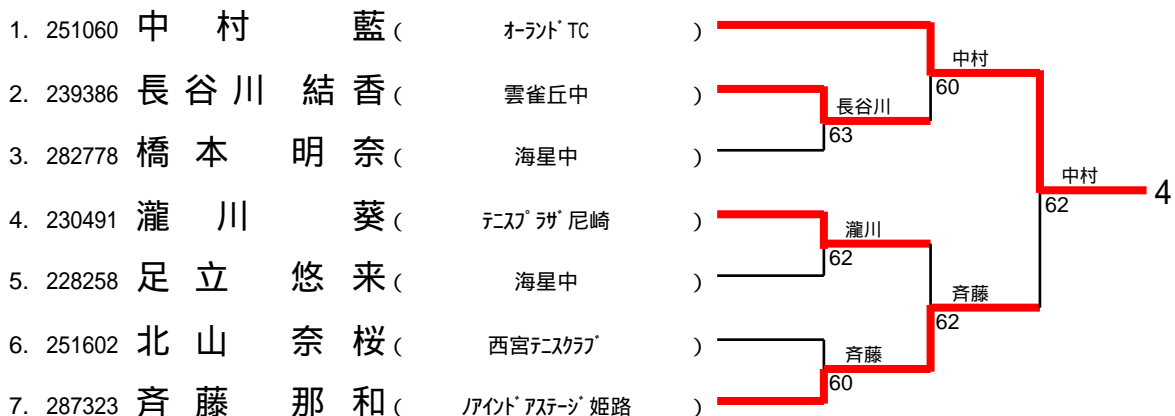 1. 251060 中村 藍 ( オーランドTC )
中村
60
2. 239386 長谷川 結香 ( 雲雀丘中 )
長谷川
63
3. 282778 橋本 明奈 ( 海星中 )
中村
62
4
4. 230491 瀧川 葵 ( テニスプラザ尼崎 )
瀧川
62
5. 228258 足立 悠来 ( 海星中 )
斉藤
62
6. 251602 北山 奈桜 ( 西宮テニスクラブ )
斉藤
60
7. 287323 斉藤 那和 ( ノアインドアステージ姫路 )